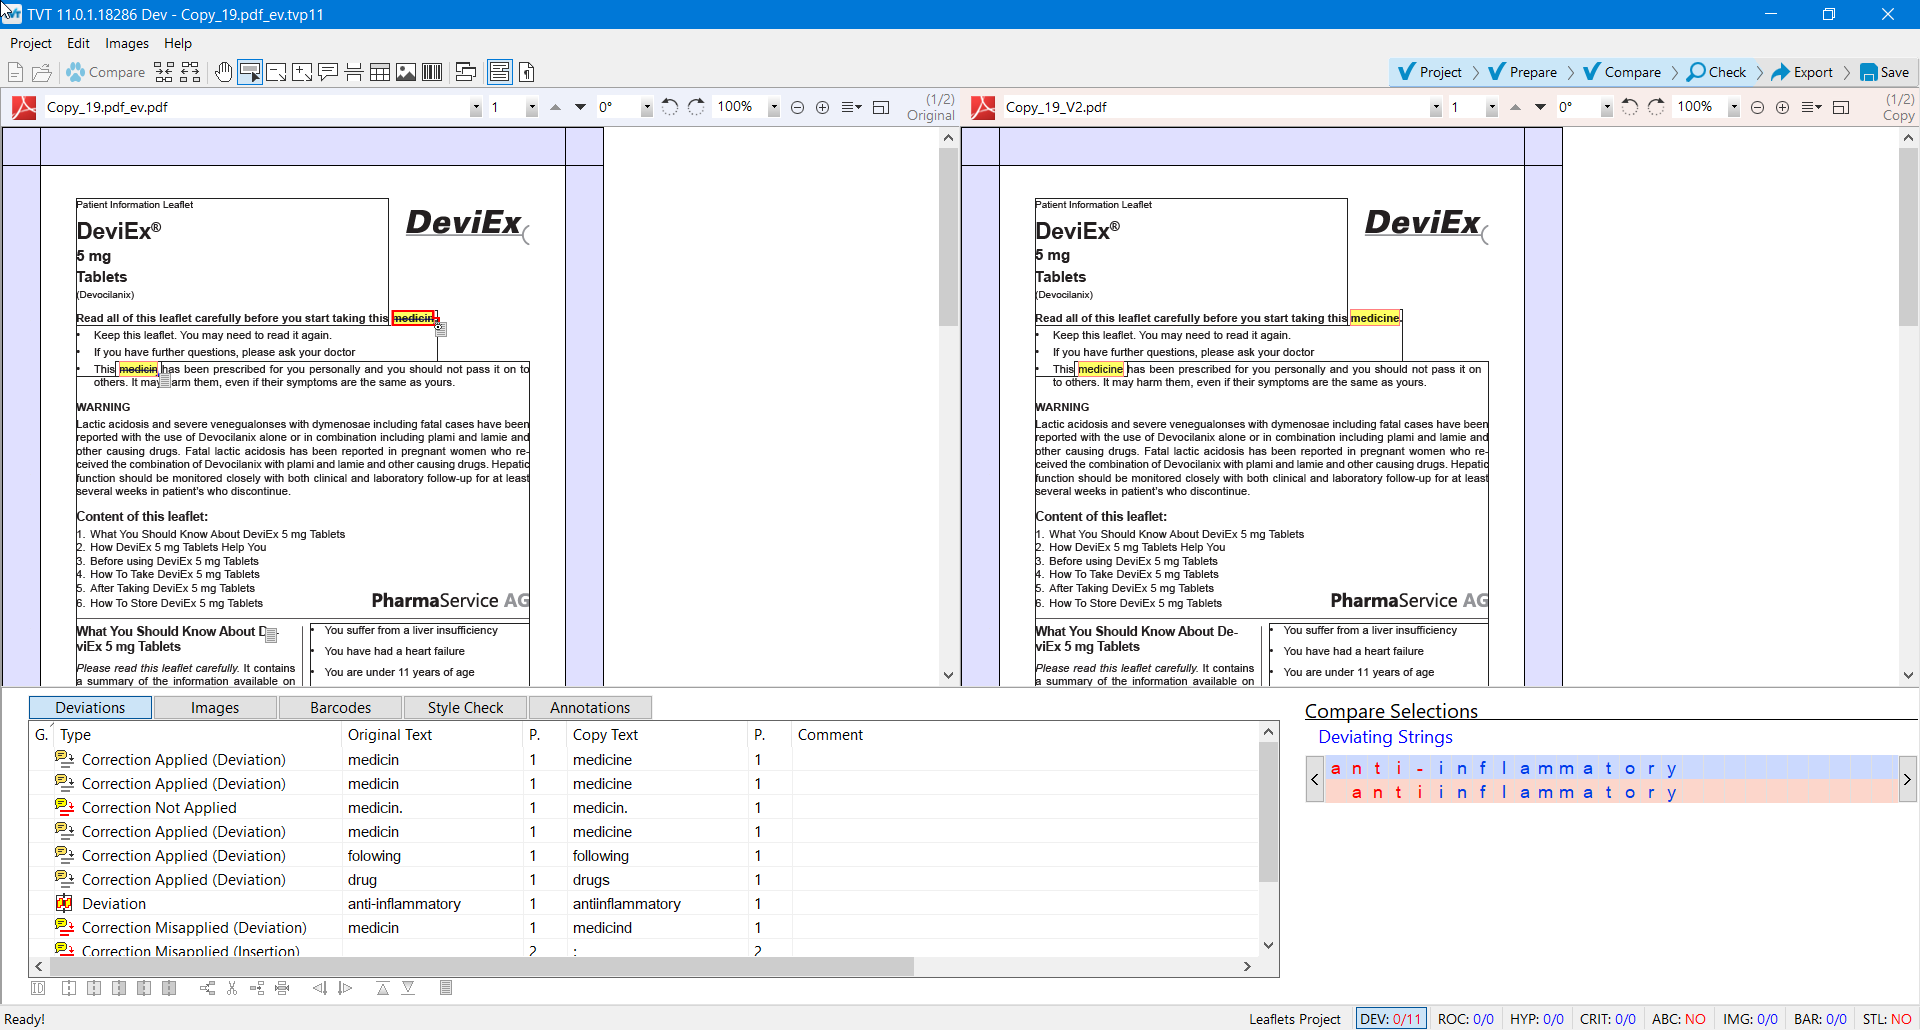 TVT 11.0.1.18286 Dev - Copy_19.pdf_ev.tvp11
Project Edit Images Help
Compare
Project Prepare Compare Check Export Save
Copy_19.pdf_ev.pdf 1 0° 100% (1/2) Original
Copy_19_V2.pdf 1 0° 100% (1/2) Copy
Patient Information Leaflet
DeviEx®
5 mg
Tablets
(Devocilanix)
DeviEx
Read all of this leaflet carefully before you start taking this medicin.
• Keep this leaflet. You may need to read it again.
• If you have further questions, please ask your doctor
• This medicin has been prescribed for you personally and you should not pass it on to
others. It may harm them, even if their symptoms are the same as yours.
WARNING
Lactic acidosis and severe venegualonses with dymenosae including fatal cases have been
reported with the use of Devocilanix alone or in combination including plami and lamie and
other causing drugs. Fatal lactic acidosis has been reported in pregnant women who re-
ceived the combination of Devocilanix with plami and lamie and other causing drugs. Hepatic
function should be monitored closely with both clinical and laboratory follow-up for at least
several weeks in patient's who discontinue.
Content of this leaflet:
1. What You Should Know About DeviEx 5 mg Tablets
2. How DeviEx 5 mg Tablets Help You
3. Before using DeviEx 5 mg Tablets
4. How To Take DeviEx 5 mg Tablets
5. After Taking DeviEx 5 mg Tablets
6. How To Store DeviEx 5 mg Tablets
PharmaService AG
What You Should Know About De-
viEx 5 mg Tablets
Please read this leaflet carefully. It contains
a summary of the information available on
• You suffer from a liver insufficiency
• You have had a heart failure
• You are under 11 years of age
Patient Information Leaflet
DeviEx®
5 mg
Tablets
(Devocilanix)
DeviEx
Read all of this leaflet carefully before you start taking this medicine.
• Keep this leaflet. You may need to read it again.
• If you have further questions, please ask your doctor
• This medicine has been prescribed for you personally and you should not pass it on
to others. It may harm them, even if their symptoms are the same as yours.
WARNING
Lactic acidosis and severe venegualonses with dymenosae including fatal cases have been
reported with the use of Devocilanix alone or in combination including plami and lamie and
other causing drugs. Fatal lactic acidosis has been reported in pregnant women who re-
ceived the combination of Devocilanix with plami and lamie and other causing drugs. Hepatic
function should be monitored closely with both clinical and laboratory follow-up for at least
several weeks in patient's who discontinue.
Content of this leaflet:
1. What You Should Know About DeviEx 5 mg Tablets
2. How DeviEx 5 mg Tablets Help You
3. Before using DeviEx 5 mg Tablets
4. How To Take DeviEx 5 mg Tablets
5. After Taking DeviEx 5 mg Tablets
6. How To Store DeviEx 5 mg Tablets
PharmaService AG
What You Should Know About De-
viEx 5 mg Tablets
Please read this leaflet carefully. It contains
a summary of the information available on
• You suffer from a liver insufficiency
• You have had a heart failure
• You are under 11 years of age
Deviations Images Barcodes Style Check Annotations
G. Type Original Text P. Copy Text P. Comment
Correction Applied (Deviation) medicin 1 medicine 1
Correction Applied (Deviation) medicin 1 medicine 1
Correction Not Applied medicin. 1 medicin. 1
Correction Applied (Deviation) medicin 1 medicine 1
Correction Applied (Deviation) folowing 1 following 1
Correction Applied (Deviation) drug 1 drugs 1
Deviation anti-inflammatory 1 antiinflammatory 1
Correction Misapplied (Deviation) medicin 1 medicind 1
Correction Misapplied (Insertion) 2 : 2
Compare Selections
Deviating Strings
anti-inflammatory
antiinflammatory
ID
Ready!
Leaflets Project DEV: 0/11 ROC: 0/0 HYP: 0/0 CRIT: 0/0 ABC: NO IMG: 0/0 BAR: 0/0 STL: NO